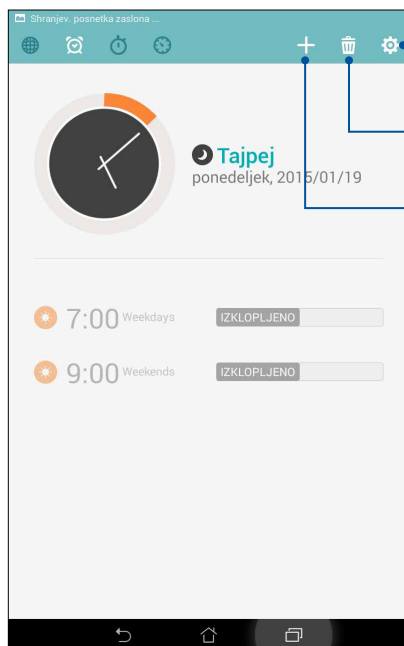 Shranjev. posnetka zaslona ...
Tajpej
ponedeljek, 2015/01/19
7:00 Weekdays IZKLOPLJENO
9:00 Weekends IZKLOPLJENO